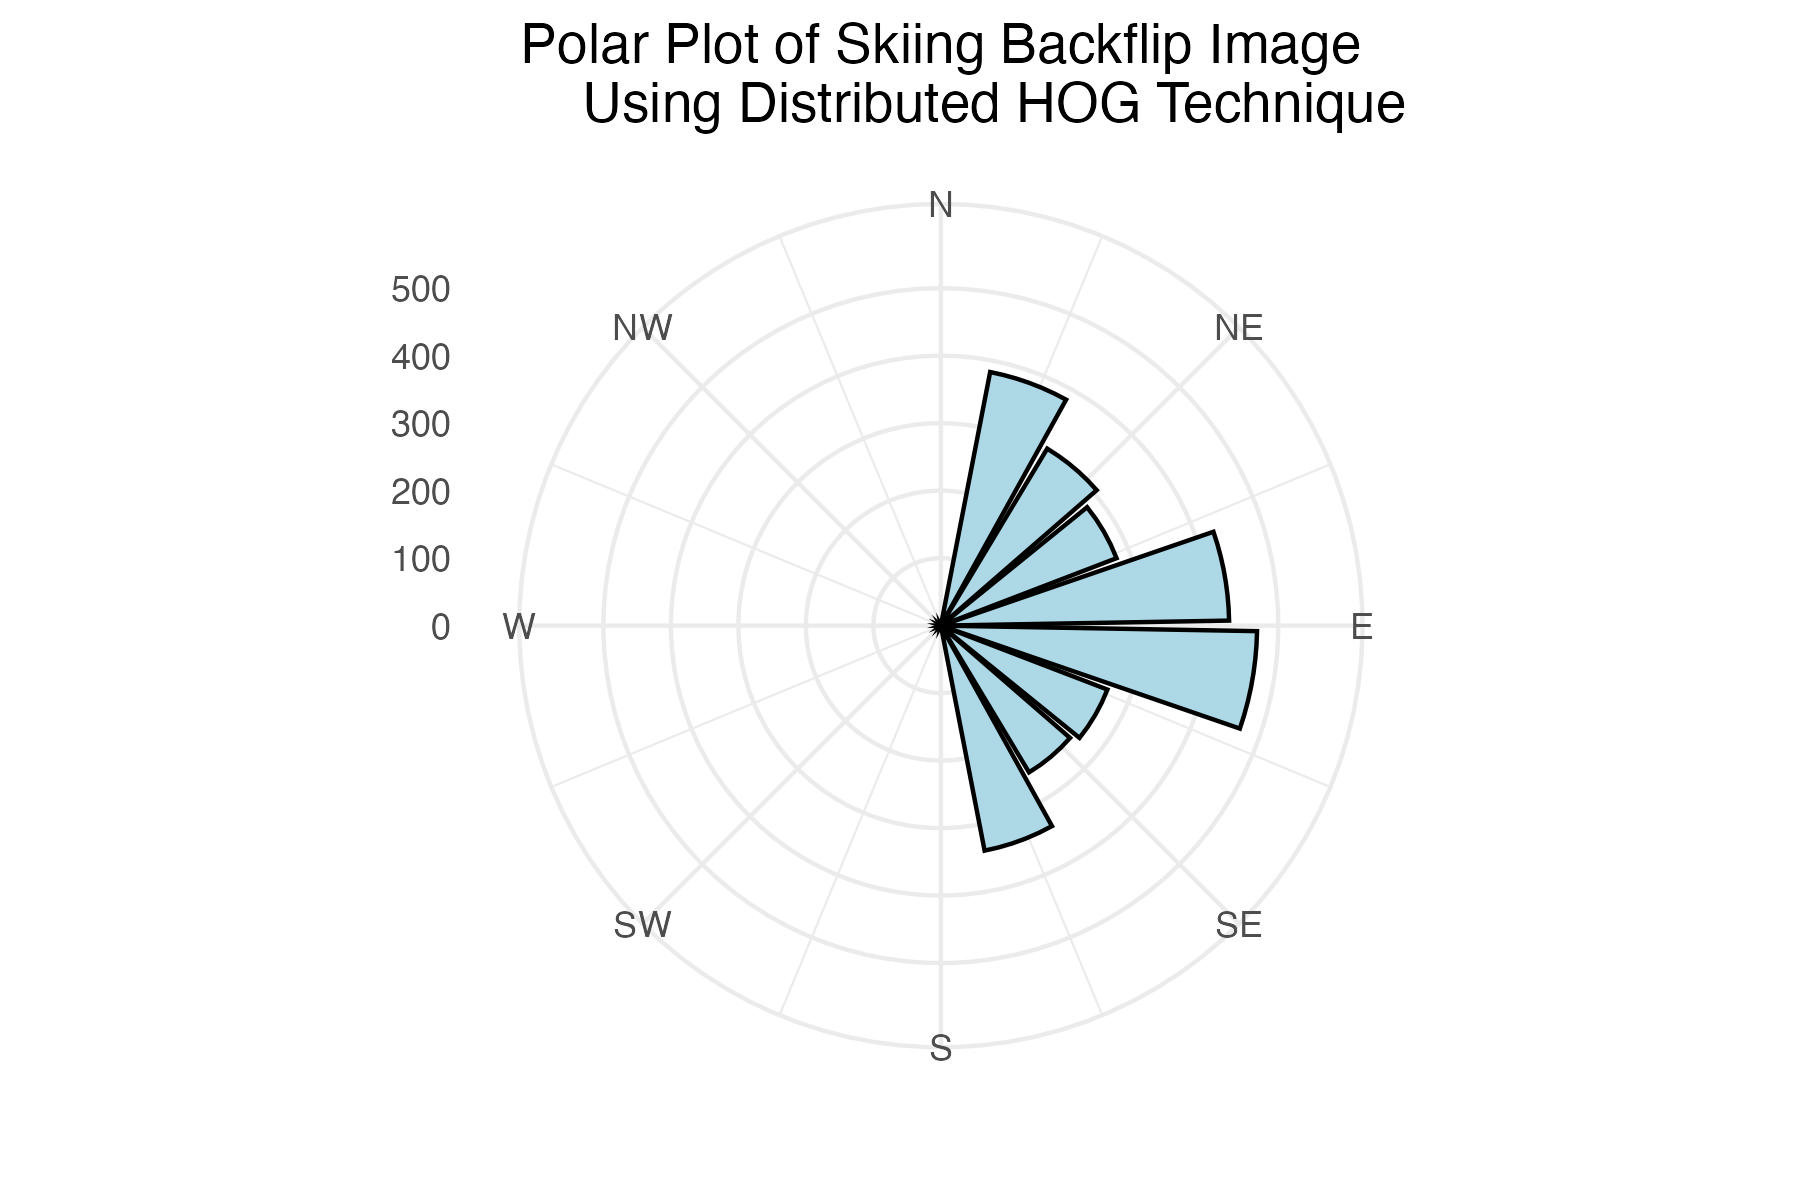 Polar Plot of Skiing Backflip Image
Using Distributed HOG Technique
N
500
NW
NE
400
300
200
100
0
W
E
SW
SE
S